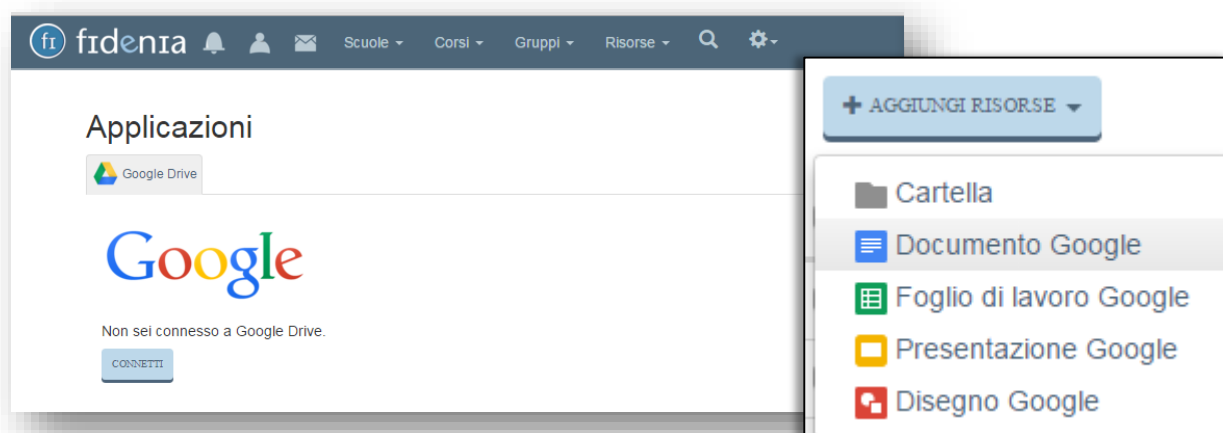 fi fidenia Scuole Corsi Gruppi Risorse
Applicazioni
Google Drive
Google
Non sei connesso a Google Drive.
CONNETTI
AGGIUNGI RISORSE
Cartella
Documento Google
Foglio di lavoro Google
Presentazione Google
Disegno Google